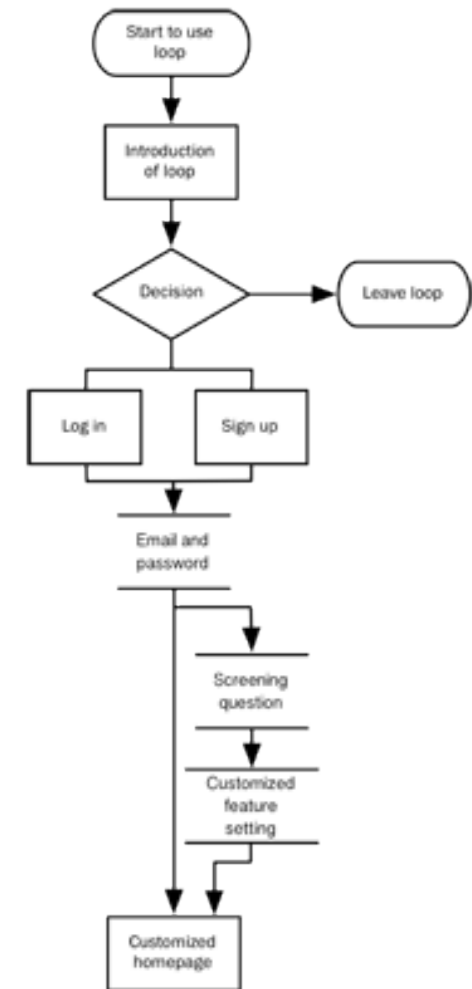 Start to use
loop
Introduction
of loop
Decision
Leave loop
Log in
Sign up
Email and
password
Screening
question
Customized
feature
setting
Customized
homepage